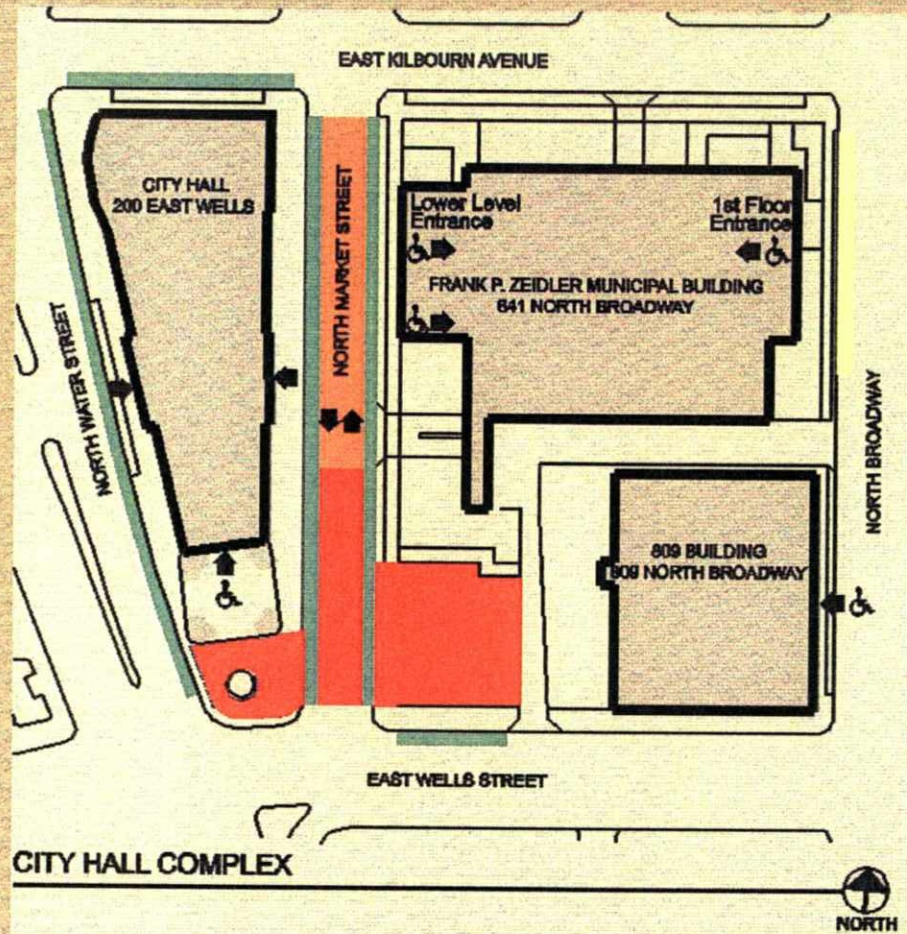 EAST KILBOURN AVENUE
CITY HALL
200 EAST WELLS
NORTH MARKET STREET
Lower Level
Entrance
1st Floor
Entrance
FRANK P. ZEIDLER MUNICIPAL BUILDING
841 NORTH BROADWAY
NORTH WATER STREET
NORTH BROADWAY
809 BUILDING
809 NORTH BROADWAY
EAST WELLS STREET
CITY HALL COMPLEX
NORTH